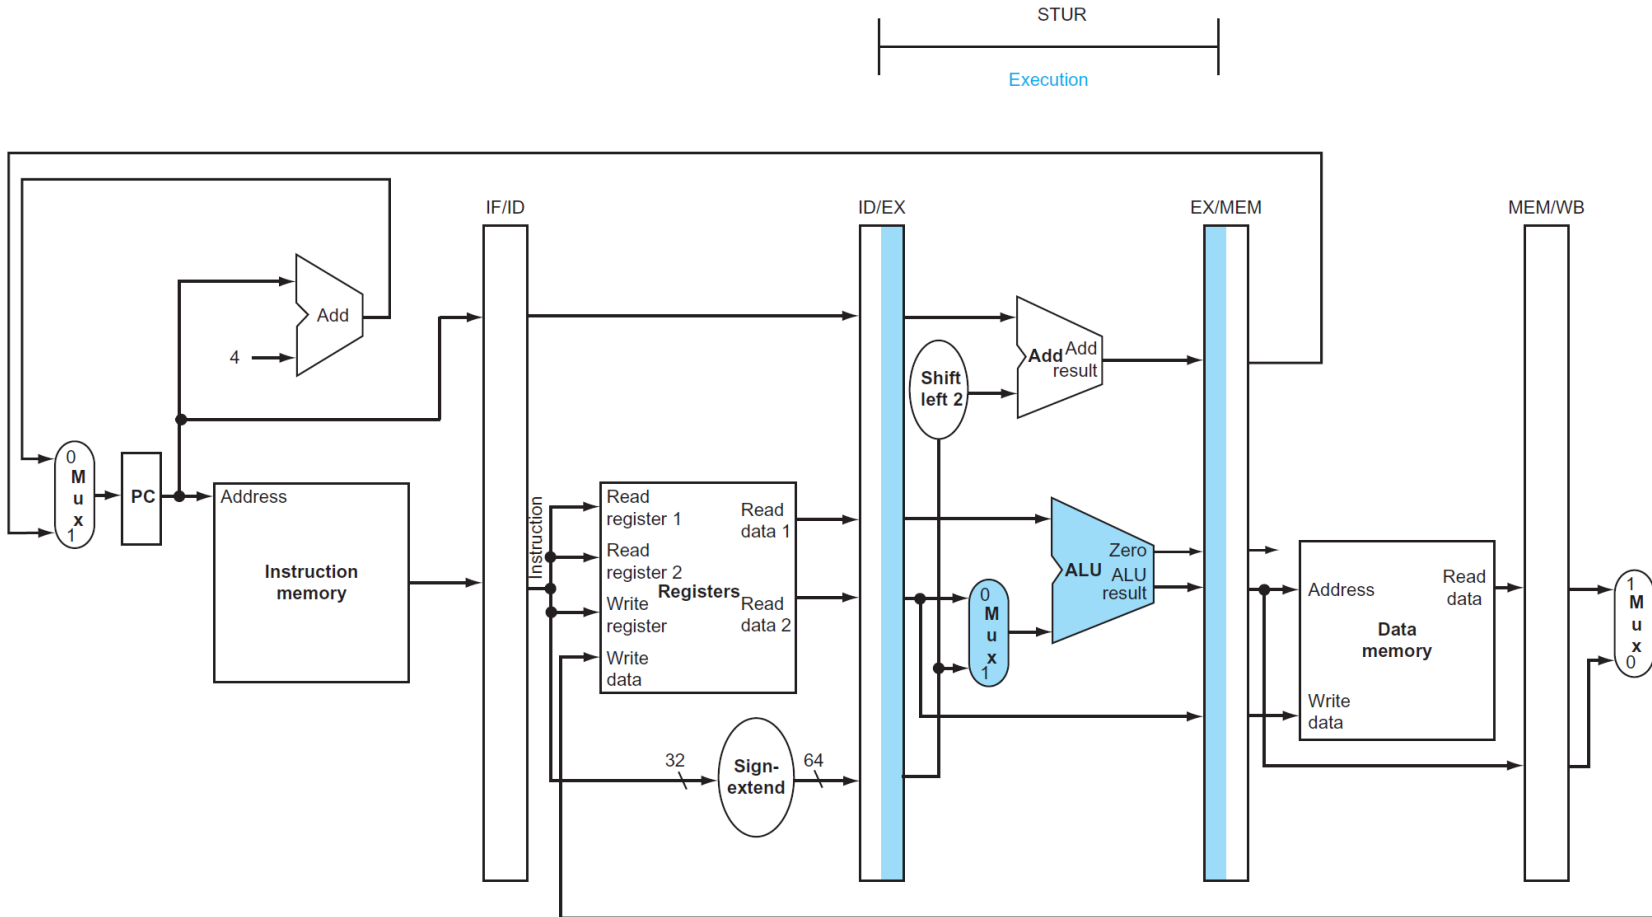 STUR
Execution
IF/ID
ID/EX
EX/MEM
MEM/WB
Add
4
Add
Add
result
Shift
left 2
0
M
u
x
1
PC
Address
Instruction
memory
Instruction
Read
register 1
Read
register 2
Write
register
Write
data
Registers
Read
data 1
Read
data 2
32
Sign-
extend
64
0
M
u
x
1
ALU
Zero
ALU
result
Address
Read
data
Data
memory
Write
data
1
M
u
x
0